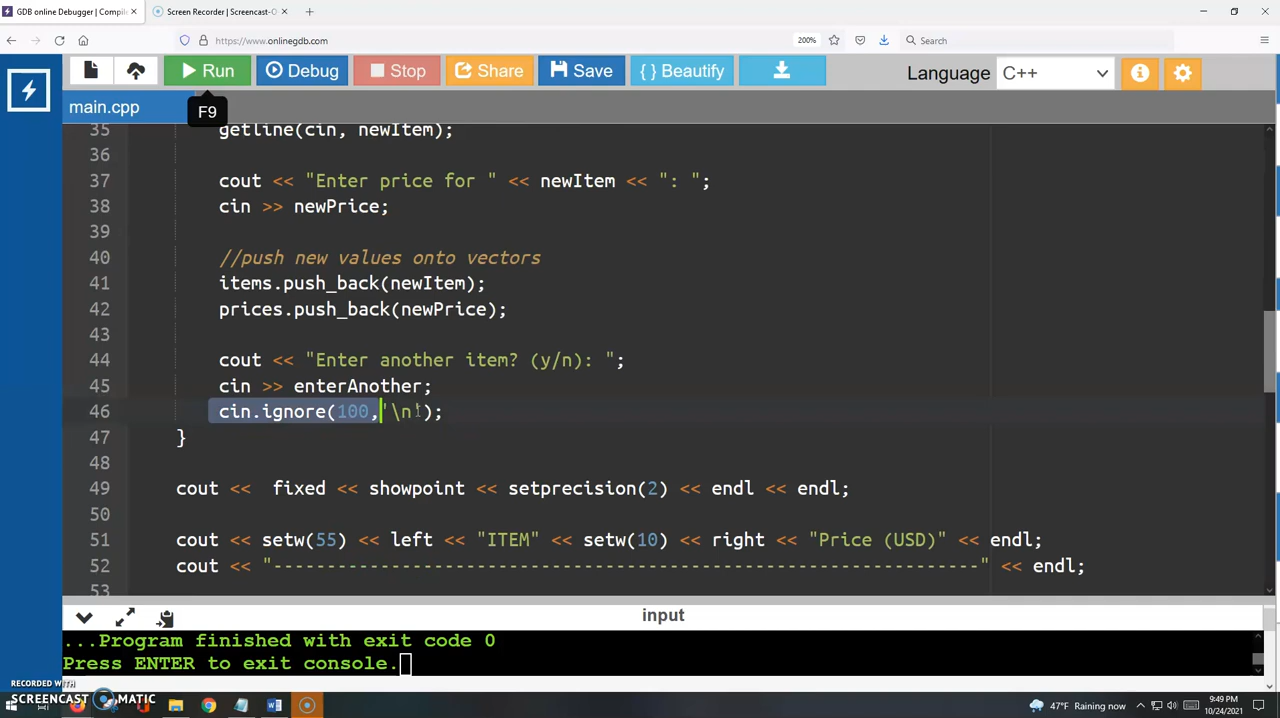 GDB online Debugger | Compile
Screen Recorder | Screencast-O
https://www.onlinegdb.com
200%
Search
Run
Debug
Stop
Share
Save
{ } Beautify
Language
C++
main.cpp
F9
35 getline(cin, newItem);
36
37 cout << "Enter price for " << newItem << ": ";
38 cin >> newPrice;
39
40 //push new values onto vectors
41 items.push_back(newItem);
42 prices.push_back(newPrice);
43
44 cout << "Enter another item? (y/n): ";
45 cin >> enterAnother;
46 cin.ignore(100,'\n');
47 }
48
49 cout <<  fixed << showpoint << setprecision(2) << endl << endl;
50
51 cout << setw(55) << left << "ITEM" << setw(10) << right << "Price (USD)" << endl;
52 cout << "------------------------------------------------------------------" << endl;
53
input
...Program finished with exit code 0
Press ENTER to exit console.
RECORDED WITH
SCREENCAST MATIC
47°F Raining now
9:49 PM
10/24/2021